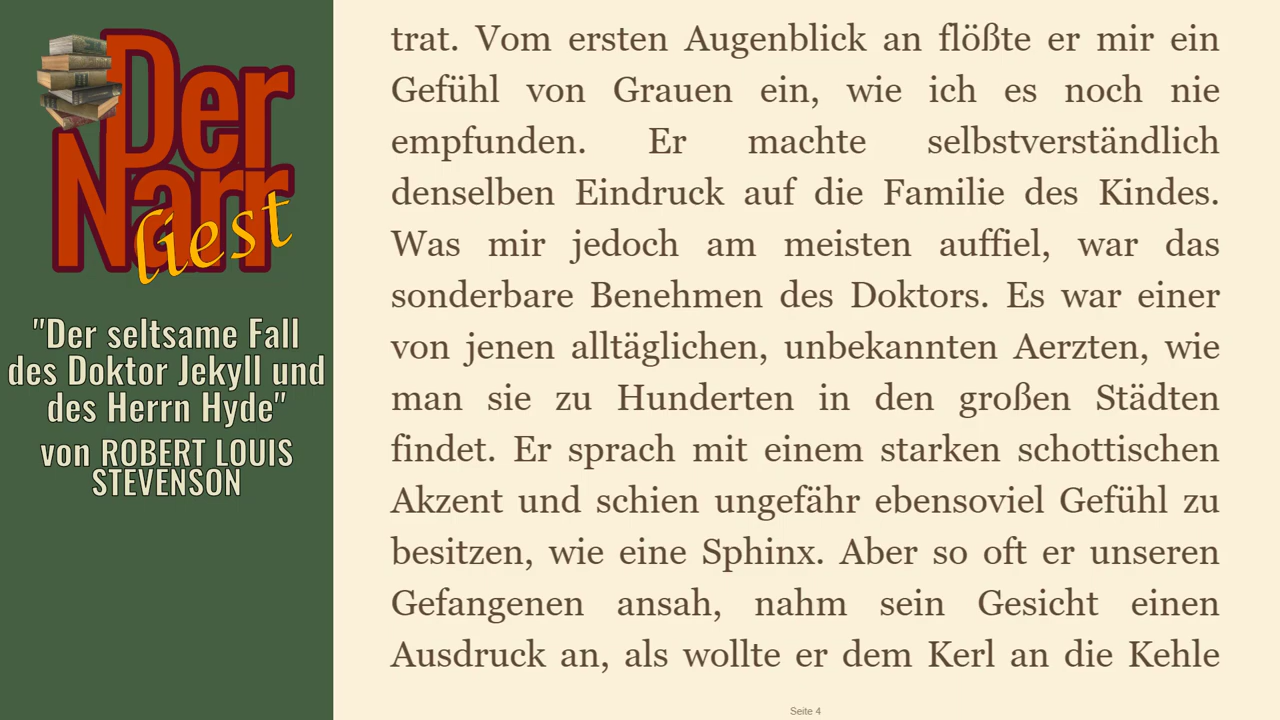 Der
Narr
liest
"Der seltsame Fall
des Doktor Jekyll und
des Herrn Hyde"
von ROBERT LOUIS
STEVENSON
trat. Vom ersten Augenblick an flößte er mir ein
Gefühl von Grauen ein, wie ich es noch nie
empfunden. Er machte selbstverständlich
denselben Eindruck auf die Familie des Kindes.
Was mir jedoch am meisten auffiel, war das
sonderbare Benehmen des Doktors. Es war einer
von jenen alltäglichen, unbekannten Aerzten, wie
man sie zu Hunderten in den großen Städten
findet. Er sprach mit einem starken schottischen
Akzent und schien ungefähr ebensoviel Gefühl zu
besitzen, wie eine Sphinx. Aber so oft er unseren
Gefangenen ansah, nahm sein Gesicht einen
Ausdruck an, als wollte er dem Kerl an die Kehle
Seite 4